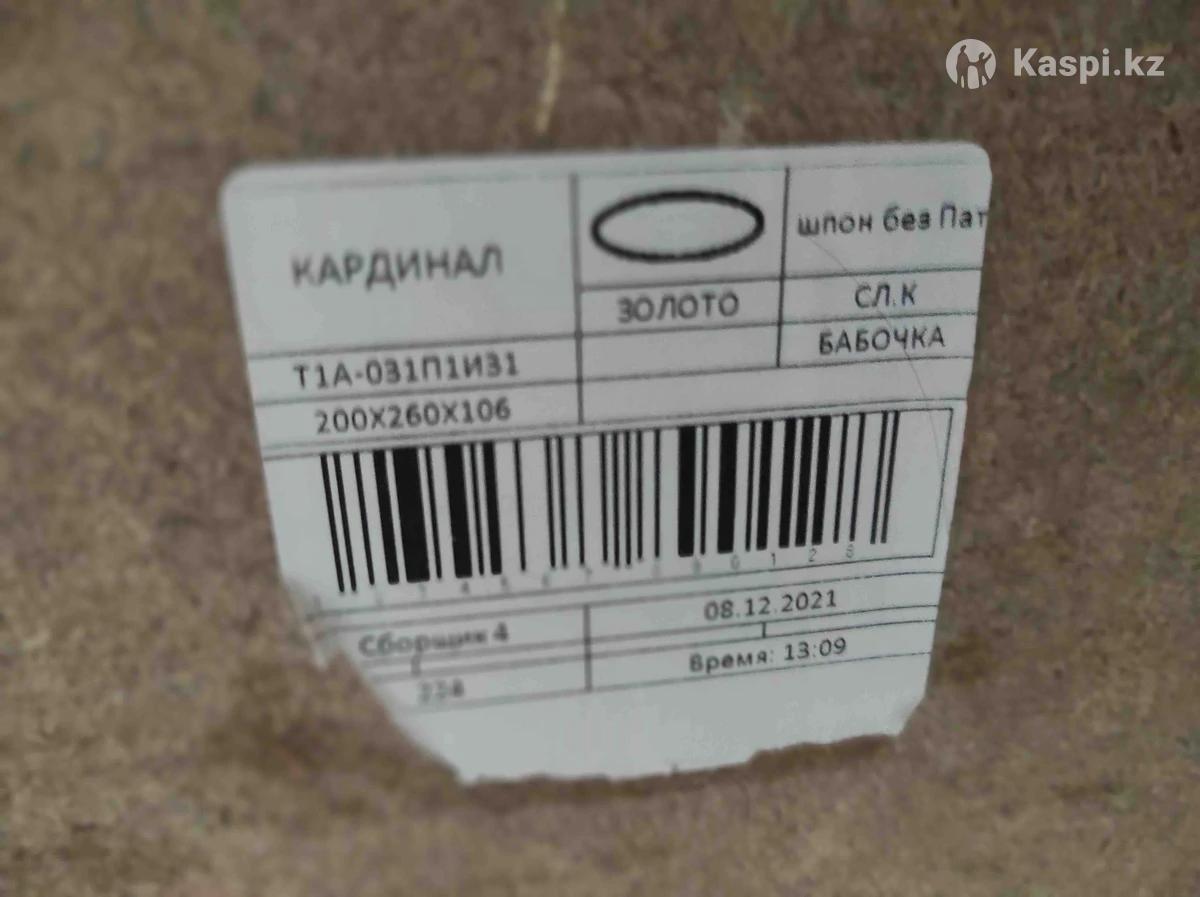 Kaspi.kz
КАРДИНАЛ
шпон без Пат
ЗОЛОТО
СЛ.К
БАБОЧКА
Т1А-031П1И31
200X260X106
Сборщик 4
08.12.2021
Время: 13:09